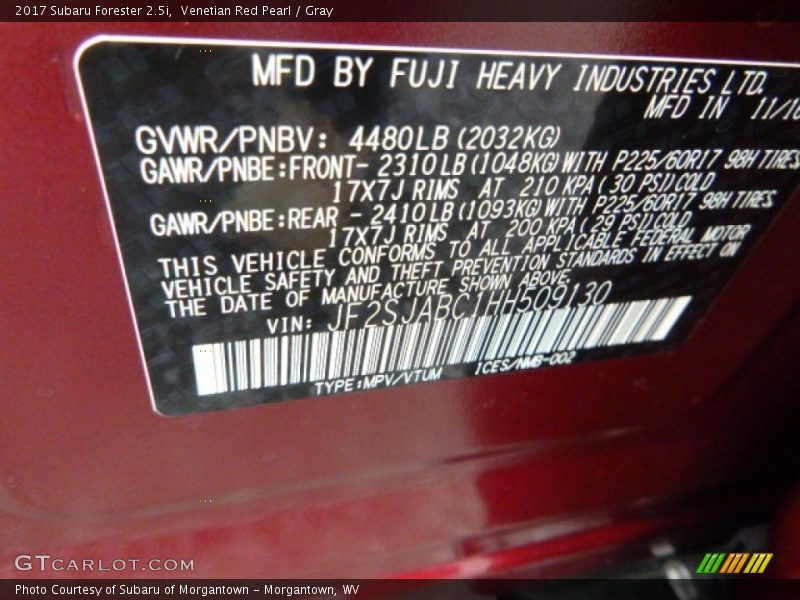 2017 Subaru Forester 2.5i, Venetian Red Pearl / Gray
MFD BY FUJI HEAVY INDUSTRIES LTD.
MFD IN 11/16
GVWR/PNBV: 4480LB (2032KG)
GAWR/PNBE:FRONT- 2310LB (1048KG) WITH P225/60R17 98H TIRES
17X7J RIMS AT 210 KPA (30 PSI) COLD
GAWR/PNBE:REAR - 2410LB (1093KG) WITH P225/60R17 98H TIRES
17X7J RIMS AT 200 KPA (29 PSI) COLD
THIS VEHICLE CONFORMS TO ALL APPLICABLE FEDERAL MOTOR
VEHICLE SAFETY AND THEFT PREVENTION STANDARDS IN EFFECT ON
THE DATE OF MANUFACTURE SHOWN ABOVE.
VIN: JF2SJABC1HH509130
TYPE:MPV/VTUM ICES/NMB-002
GTCARLOT.COM
Photo Courtesy of Subaru of Morgantown - Morgantown, WV